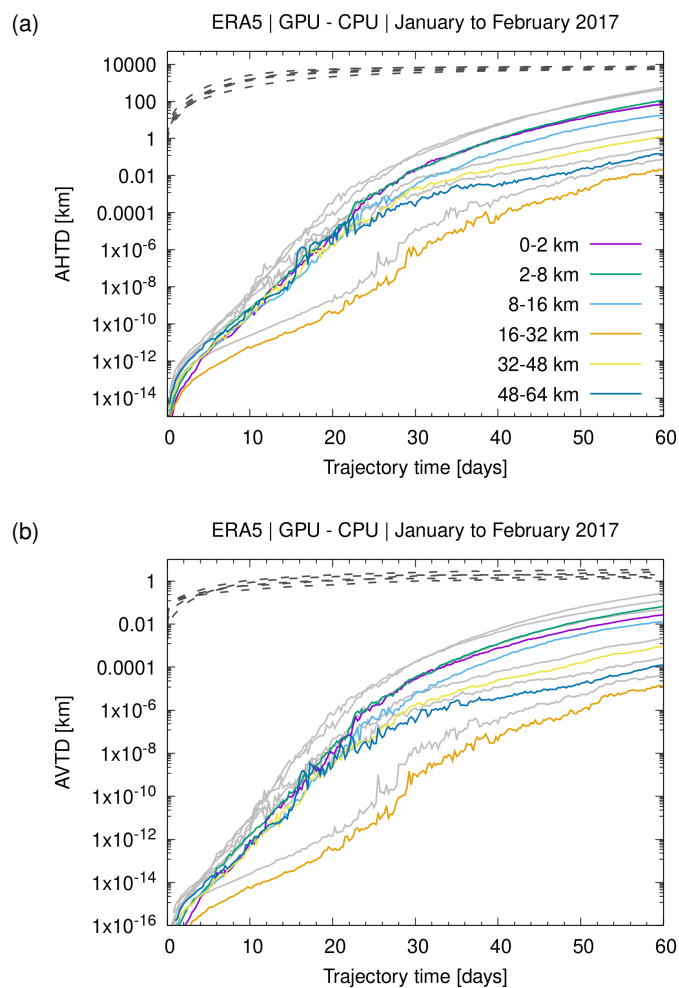 (a)
ERA5 | GPU - CPU | January to February 2017
AHTD [km]
10000
100
1
0.01
0.0001
1x10-6
1x10-8
1x10-10
1x10-12
1x10-14
0-2 km
2-8 km
8-16 km
16-32 km
32-48 km
48-64 km
0 10 20 30 40 50 60
Trajectory time [days]
(b)
ERA5 | GPU - CPU | January to February 2017
AVTD [km]
1
0.01
0.0001
1x10-6
1x10-8
1x10-10
1x10-12
1x10-14
1x10-16
0 10 20 30 40 50 60
Trajectory time [days]